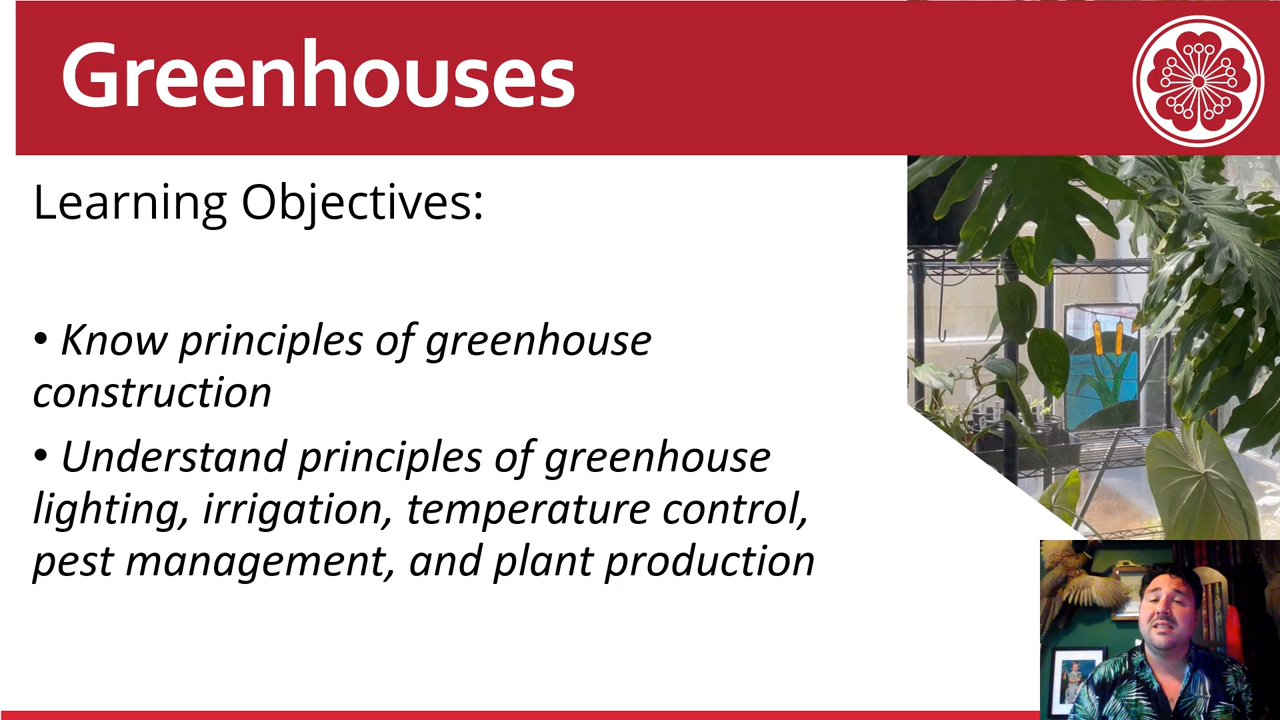 Greenhouses
Learning Objectives:
• Know principles of greenhouse
construction
• Understand principles of greenhouse
lighting, irrigation, temperature control,
pest management, and plant production